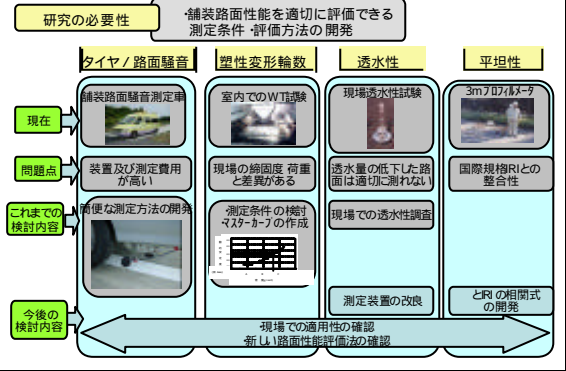 研究の必要性
・舗装路面性能を適切に評価できる
測定条件・評価方法の開発
タイヤ/路面騒音
塑性変形輪数
透水性
平坦性
現在
舗装路面騒音測定車
室内でのWT試験
現場透水性試験
3mプロフィルメータ
問題点
装置及び測定費用
が高い
現場の締固度・荷重
と差異がある
透水量の低下した路
面は適切に測れない
国際規格IRIとの
整合性
これまでの
検討内容
簡便な測定方法の開発
・測定条件の検討
・マスターカーブの作成
現場での透水性調査
今後の
検討内容
測定装置の改良
とIRIの相関式
の開発
・現場での適用性の確認
・新しい路面性能評価法の確認